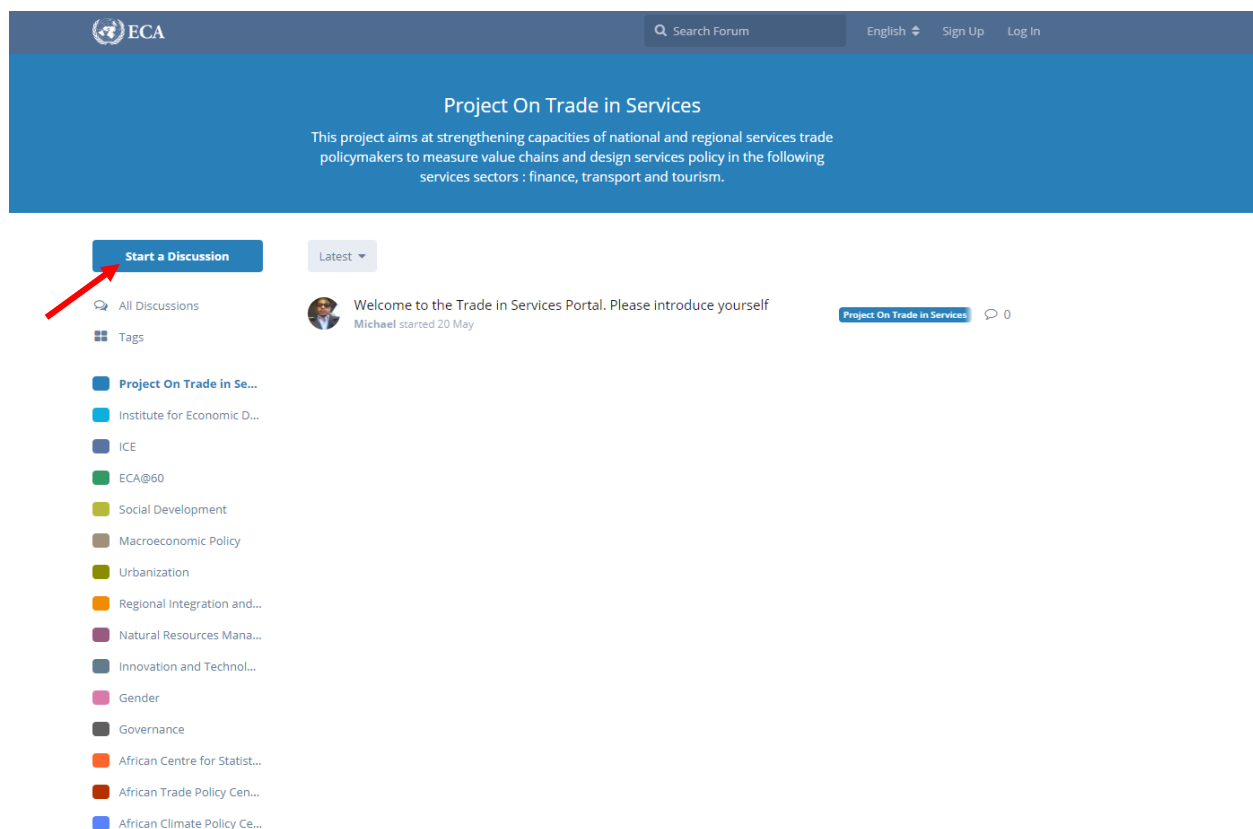 ECA
Search Forum
English
Sign Up
Log In
Project On Trade in Services
This project aims at strengthening capacities of national and regional services trade
policymakers to measure value chains and design services policy in the following
services sectors : finance, transport and tourism.
Start a Discussion
Latest
All Discussions
Tags
Welcome to the Trade in Services Portal. Please introduce yourself
Michael started 20 May
Project On Trade in Services
0
Project On Trade in Se...
Institute for Economic D...
ICE
ECA@60
Social Development
Macroeconomic Policy
Urbanization
Regional Integration and...
Natural Resources Mana...
Innovation and Technol...
Gender
Governance
African Centre for Statist...
African Trade Policy Cen...
African Climate Policy Ce...